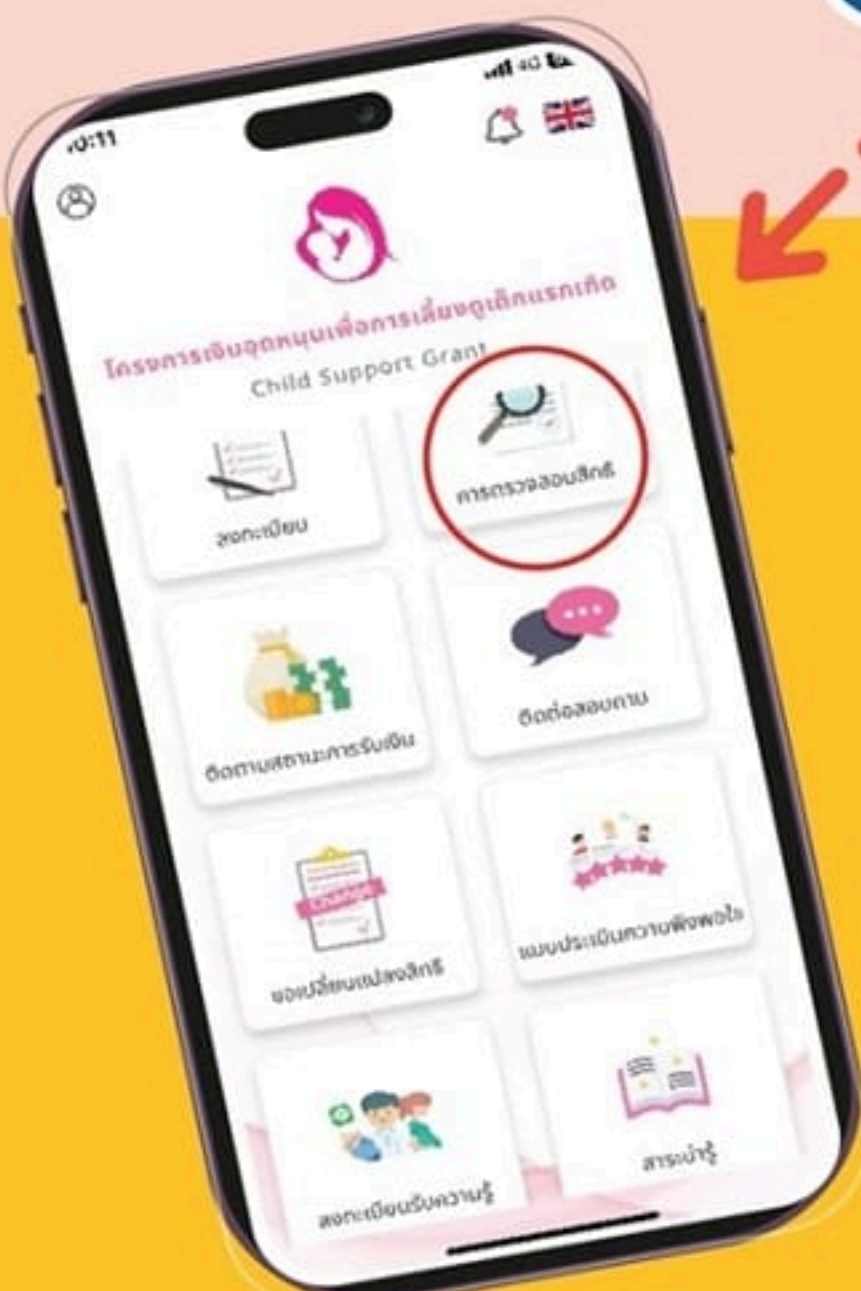 10:11
4G
โครงการเงินอุดหนุนเพื่อการเลี้ยงดูเด็กแรกเกิด
Child Support Grant
ลงทะเบียน
การตรวจสอบสิทธิ์
ติดตามสถานะการรับเงิน
ติดต่อสอบถาม
Change
ขอเปลี่ยนแปลงสิทธิ์
แบบประเมินความพึงพอใจ
ลงทะเบียนรับความรู้
สาระน่ารู้